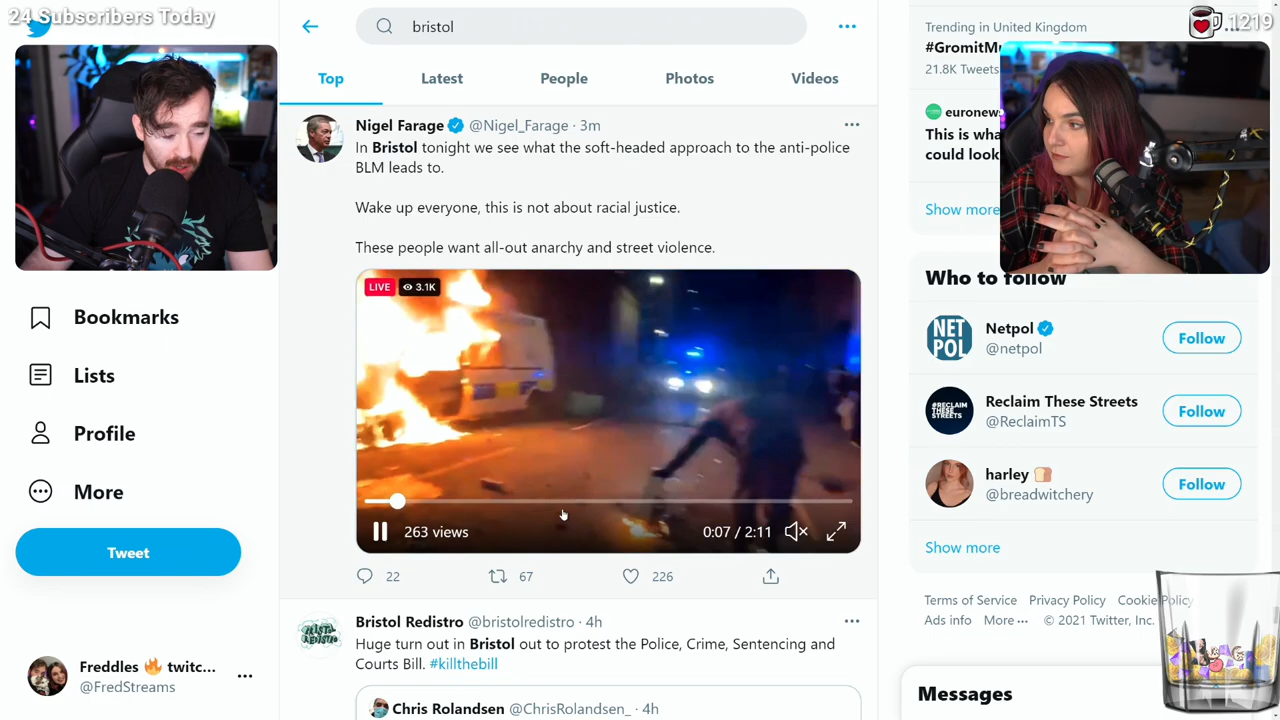 24 Subscribers Today
bristol
Top
Latest
People
Photos
Videos
Nigel Farage @Nigel_Farage · 3m
In Bristol tonight we see what the soft-headed approach to the anti-police
BLM leads to.
Wake up everyone, this is not about racial justice.
These people want all-out anarchy and street violence.
LIVE 3.1K
263 views
0:07 / 2:11
22
67
226
Bristol Redistro @bristolredistro · 4h
Huge turn out in Bristol out to protest the Police, Crime, Sentencing and
Courts Bill. #killthebill
Chris Rolandsen @ChrisRolandsen_ · 4h
Bookmarks
Lists
Profile
More
Tweet
Freddles 🔥 twitc...
@FredStreams
1219
Trending in United Kingdom
21.8K Tweets
This is
Show more
Who to follow
NET
POL
Netpol
@netpol
Follow
#RECLAIM
THESE
STREETS
Reclaim These Streets
@ReclaimTS
Follow
harley 🍞
@breadwitchery
Follow
Show more
Terms of Service Privacy Policy Cookie Policy
Ads info More ··· © 2021 Twitter, Inc.
Messages